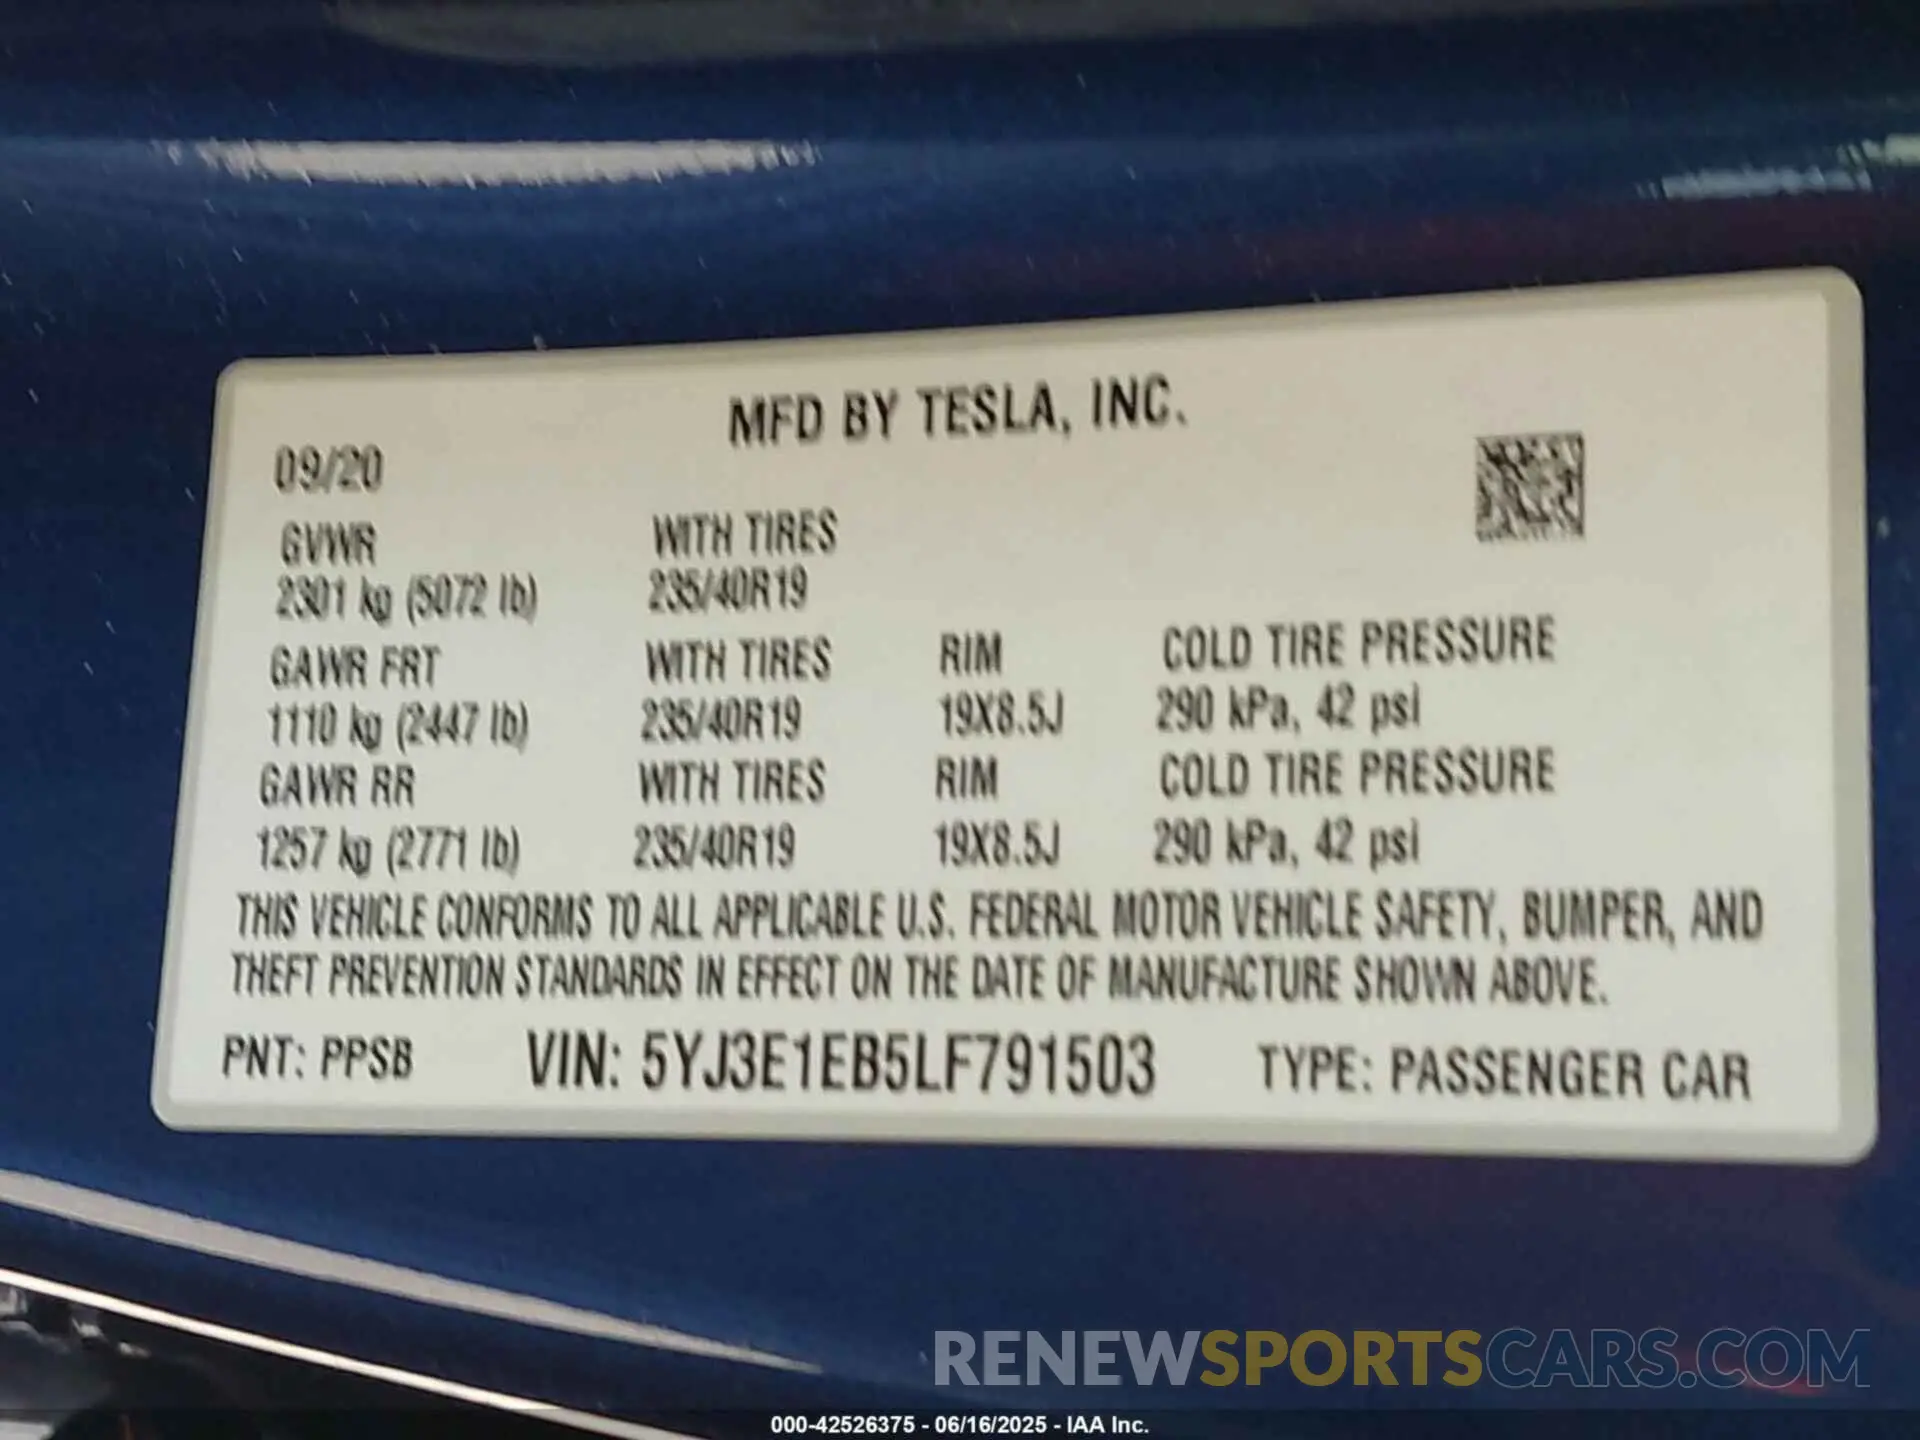 MFD BY TESLA, INC.
09/20
GVWR WITH TIRES
2301 kg (5072 lb) 235/40R19
GAWR FRT WITH TIRES RIM COLD TIRE PRESSURE
1110 kg (2447 lb) 235/40R19 19X8.5J 290 kPa, 42 psi
GAWR RR WITH TIRES RIM COLD TIRE PRESSURE
1257 kg (2771 lb) 235/40R19 19X8.5J 290 kPa, 42 psi
THIS VEHICLE CONFORMS TO ALL APPLICABLE U.S. FEDERAL MOTOR VEHICLE SAFETY, BUMPER, AND
THEFT PREVENTION STANDARDS IN EFFECT ON THE DATE OF MANUFACTURE SHOWN ABOVE.
PNT: PPSB VIN: 5YJ3E1EB5LF791503 TYPE: PASSENGER CAR
RENEWSPORTSCARS.COM
000-42526375 - 06/16/2025 - IAA Inc.